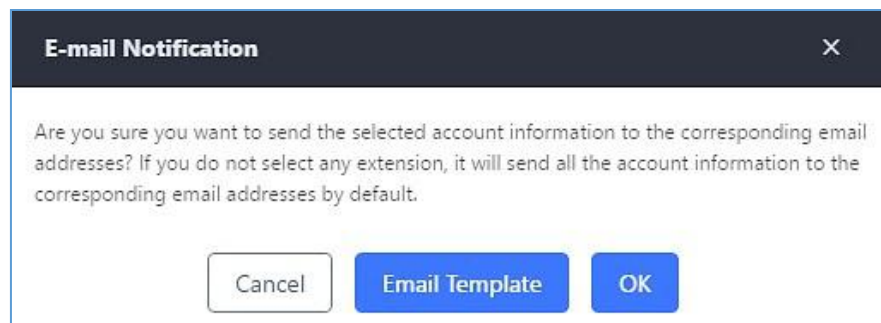 E-mail Notification ×
Are you sure you want to send the selected account information to the corresponding email
addresses? If you do not select any extension, it will send all the account information to the
corresponding email addresses by default.
Cancel Email Template OK